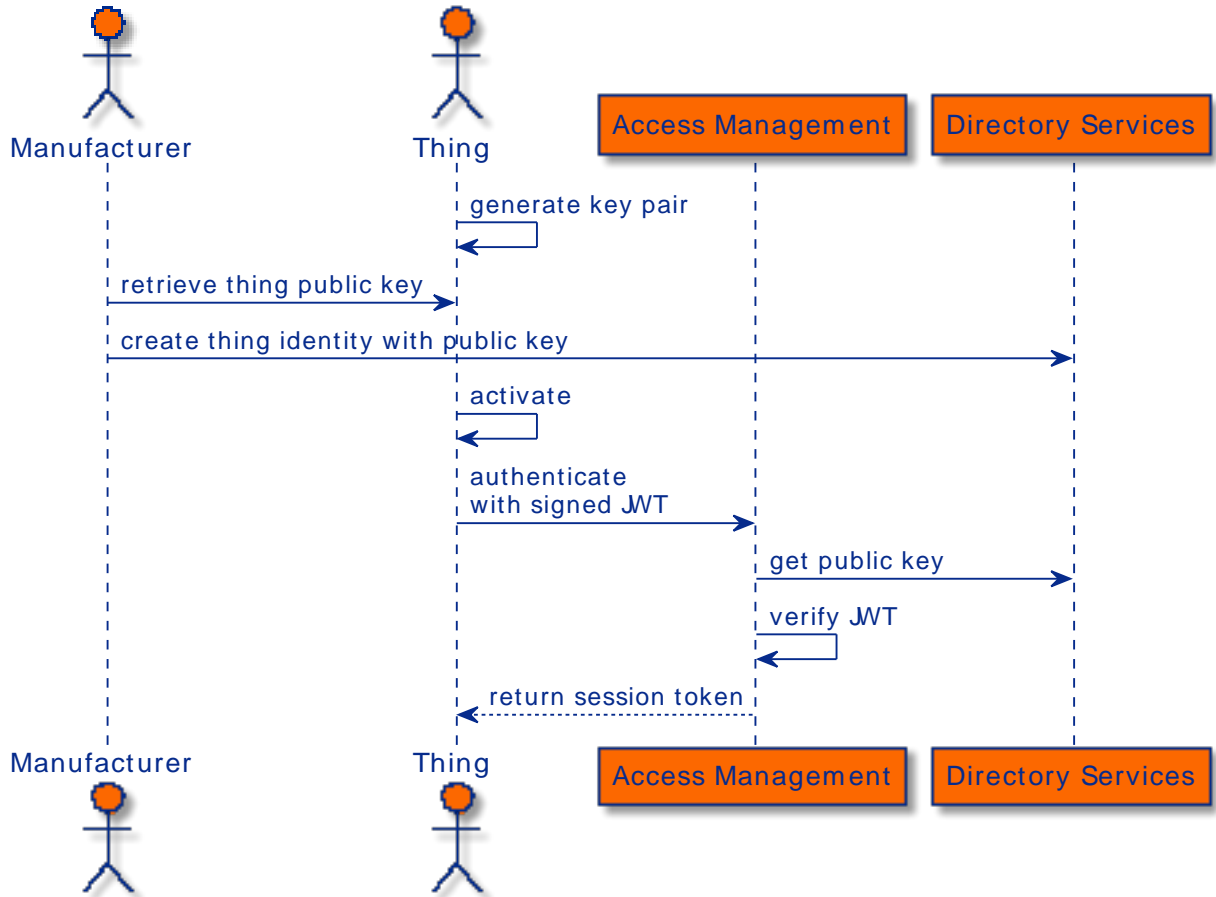 Manufacturer
Thing
Access Management
Directory Services
generate key pair
retrieve thing public key
create thing identity with public key
activate
authenticate
with signed JWT
get public key
verify JWT
return session token
Manufacturer
Thing
Access Management
Directory Services